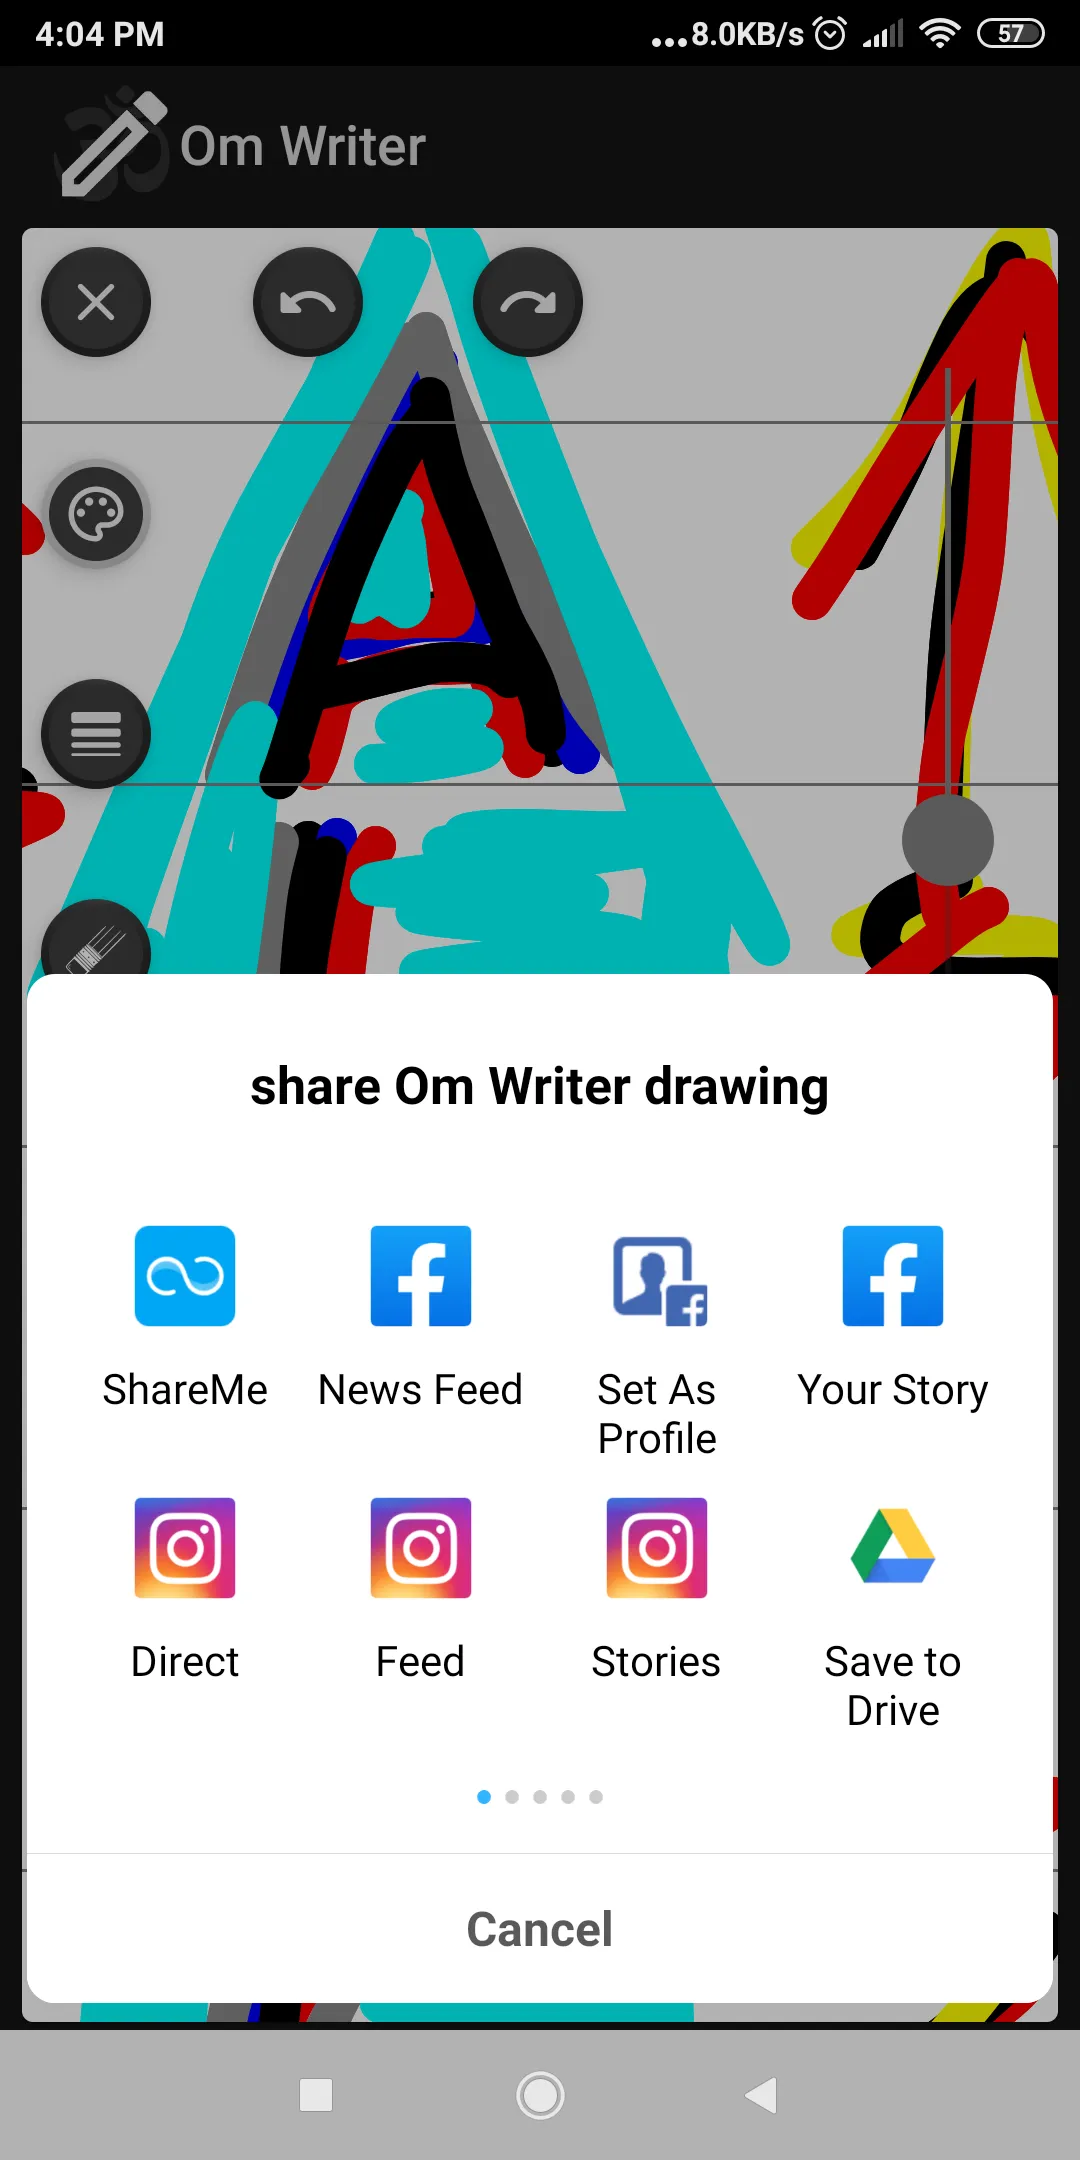 4:04 PM
...8.0KB/s
57
Om Writer
A
share Om Writer drawing
ShareMe
News Feed
Set As
Profile
Your Story
Direct
Feed
Stories
Save to
Drive
Cancel